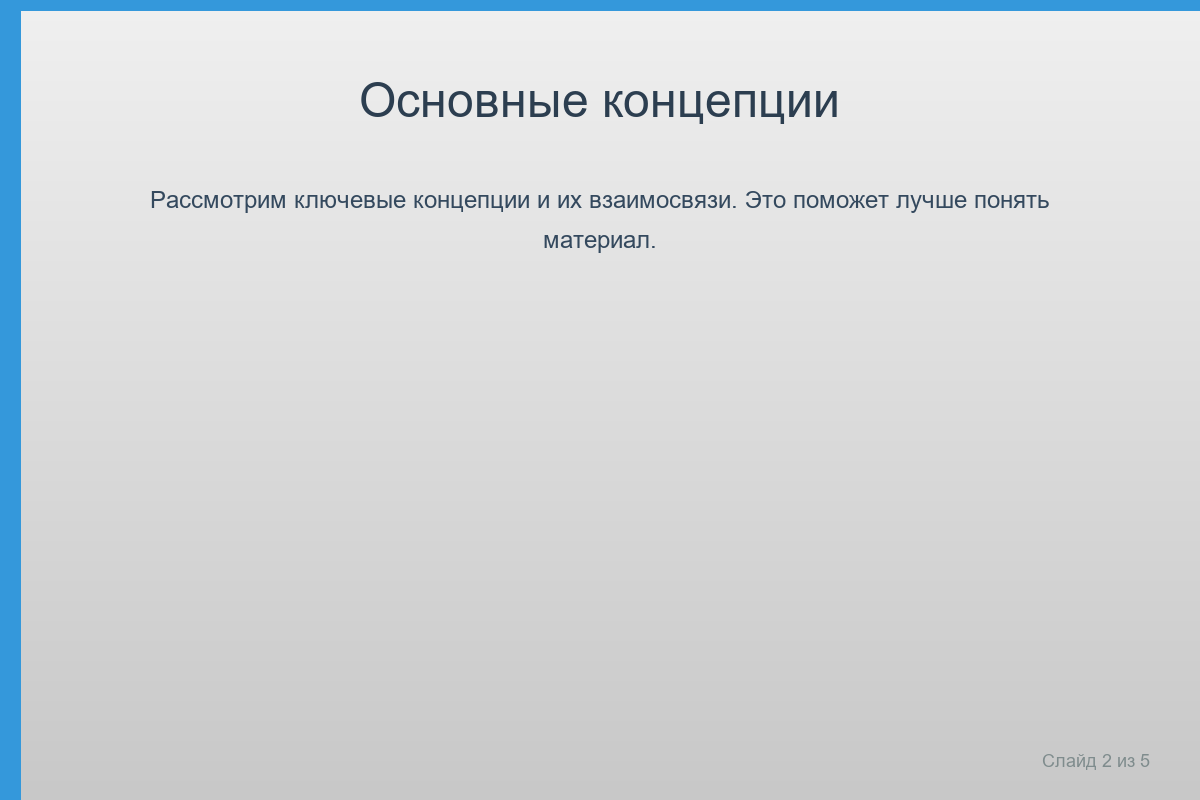 Основные концепции
Рассмотрим ключевые концепции и их взаимосвязи. Это поможет лучше понять
материал.
Слайд 2 из 5